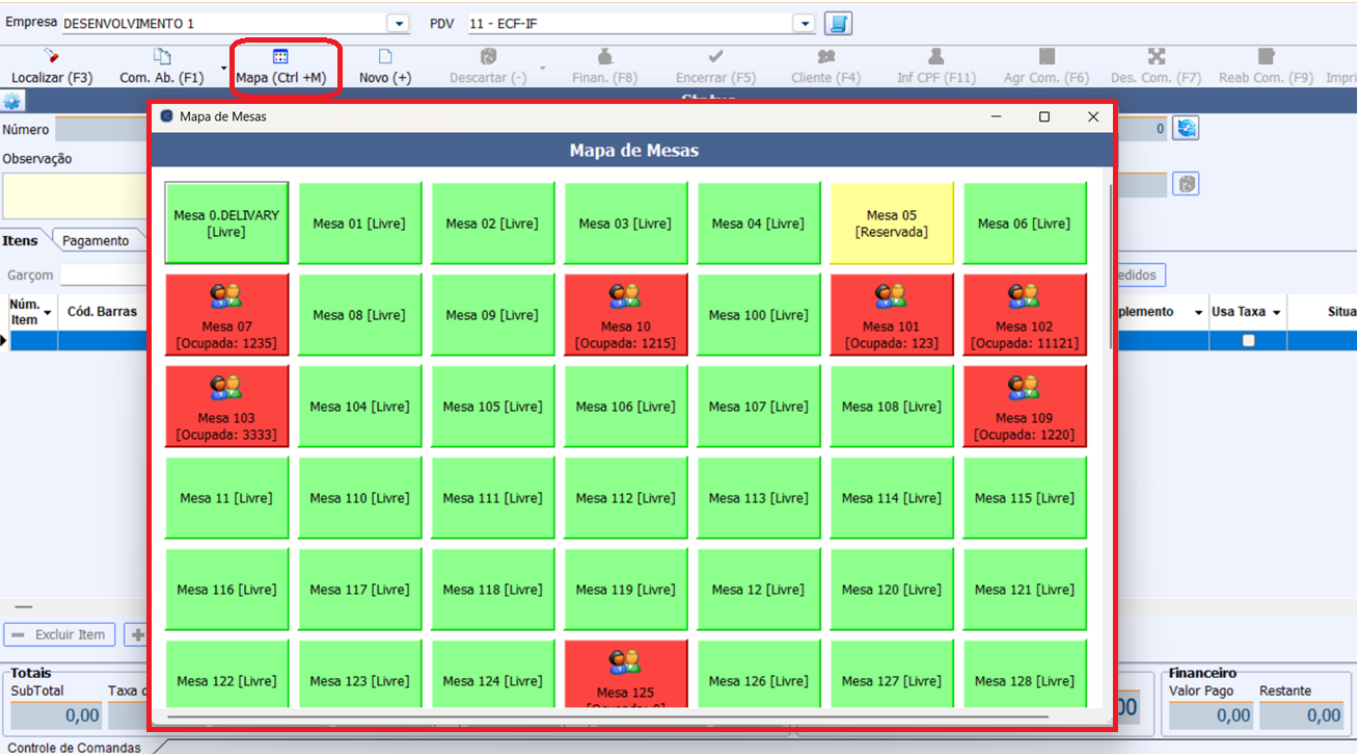 Empresa DESENVOLVIMENTO 1 PDV 11 - ECF-IF
Localizar (F3) Com. Ab. (F1) Mapa (Ctrl +M) Novo (+) Descartar (-) Finan. (F8) Encerrar (F5) Cliente (F4) Inf CPF (F11) Agr Com. (F6) Des. Com. (F7) Reab Com. (F9) Impri
Número
Observação
0
Itens Pagamento
Garçom
edidos
Núm. Item Cód. Barras
plemento Usa Taxa Situa
Mapa de Mesas
Mapa de Mesas
Mesa 0.DELIVARY [Livre]
Mesa 01 [Livre]
Mesa 02 [Livre]
Mesa 03 [Livre]
Mesa 04 [Livre]
Mesa 05 [Reservada]
Mesa 06 [Livre]
Mesa 07 [Ocupada: 1235]
Mesa 08 [Livre]
Mesa 09 [Livre]
Mesa 10 [Ocupada: 1215]
Mesa 100 [Livre]
Mesa 101 [Ocupada: 123]
Mesa 102 [Ocupada: 11121]
Mesa 103 [Ocupada: 3333]
Mesa 104 [Livre]
Mesa 105 [Livre]
Mesa 106 [Livre]
Mesa 107 [Livre]
Mesa 108 [Livre]
Mesa 109 [Ocupada: 1220]
Mesa 11 [Livre]
Mesa 110 [Livre]
Mesa 111 [Livre]
Mesa 112 [Livre]
Mesa 113 [Livre]
Mesa 114 [Livre]
Mesa 115 [Livre]
Mesa 116 [Livre]
Mesa 117 [Livre]
Mesa 118 [Livre]
Mesa 119 [Livre]
Mesa 12 [Livre]
Mesa 120 [Livre]
Mesa 121 [Livre]
Mesa 122 [Livre]
Mesa 123 [Livre]
Mesa 124 [Livre]
Mesa 125
Mesa 126 [Livre]
Mesa 127 [Livre]
Mesa 128 [Livre]
Excluir Item
Totais
SubTotal Taxa d
0,00
00
Financeiro
Valor Pago Restante
0,00 0,00
Controle de Comandas